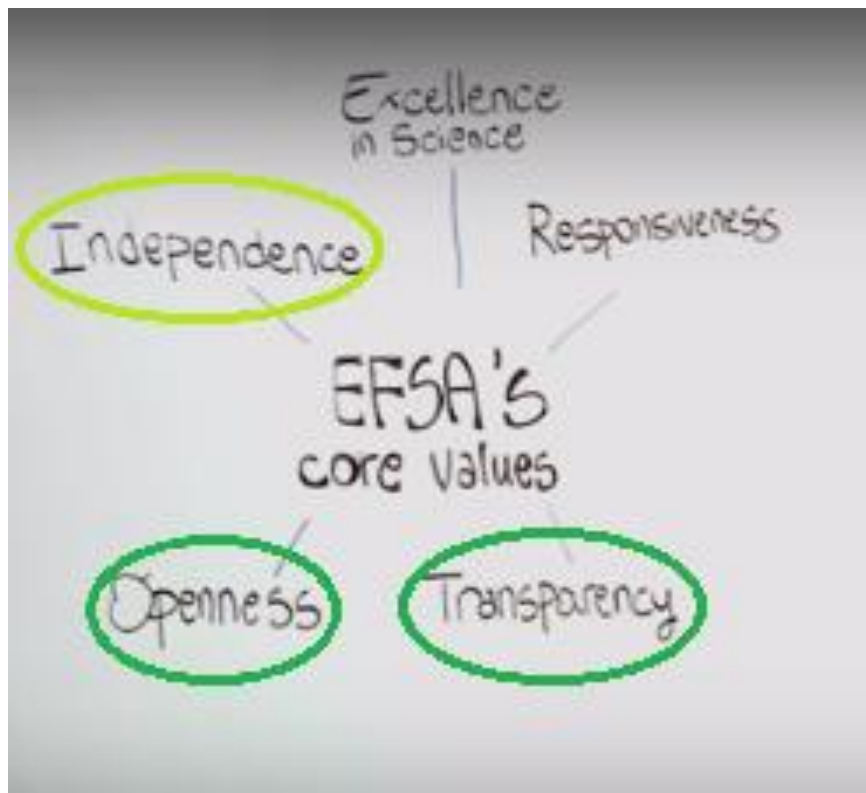 Excellence
in Science
Independence
Responsiveness
EFSA's
core values
Openness
Transparency